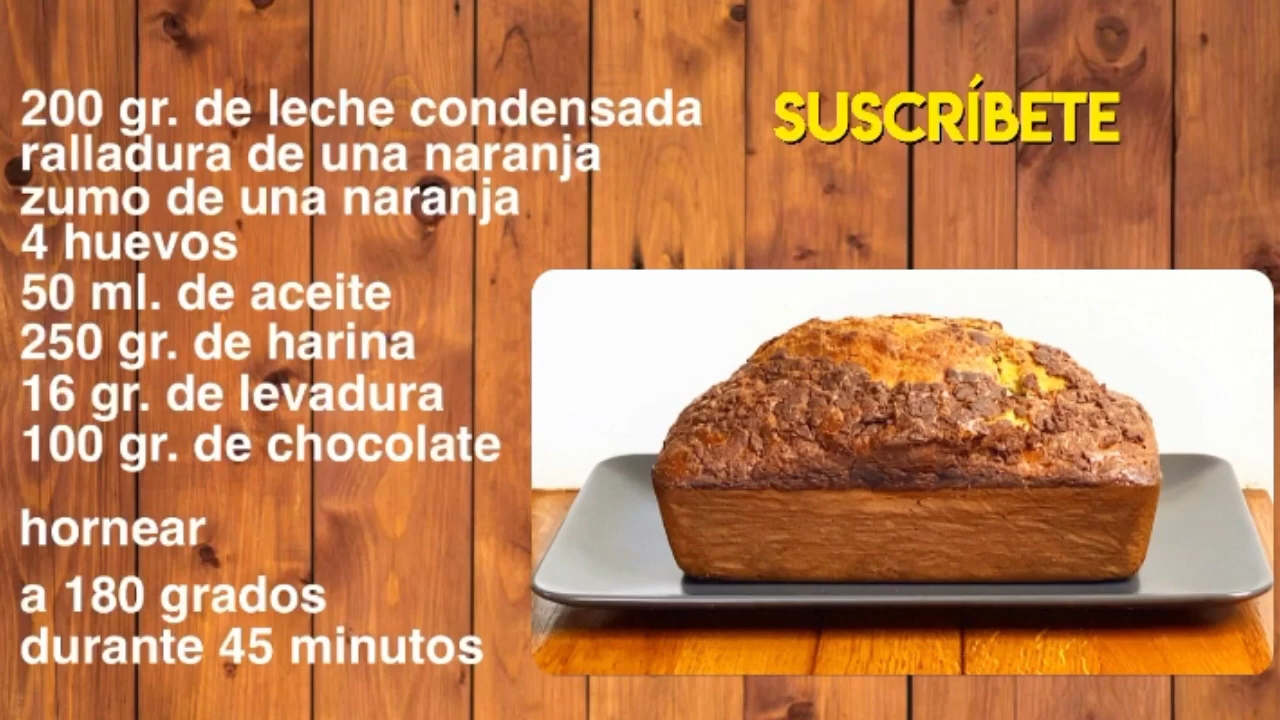 200 gr. de leche condensada
ralladura de una naranja
zumo de una naranja
4 huevos
50 ml. de aceite
250 gr. de harina
16 gr. de levadura
100 gr. de chocolate
hornear
a 180 grados
durante 45 minutos
SUSCRÍBETE